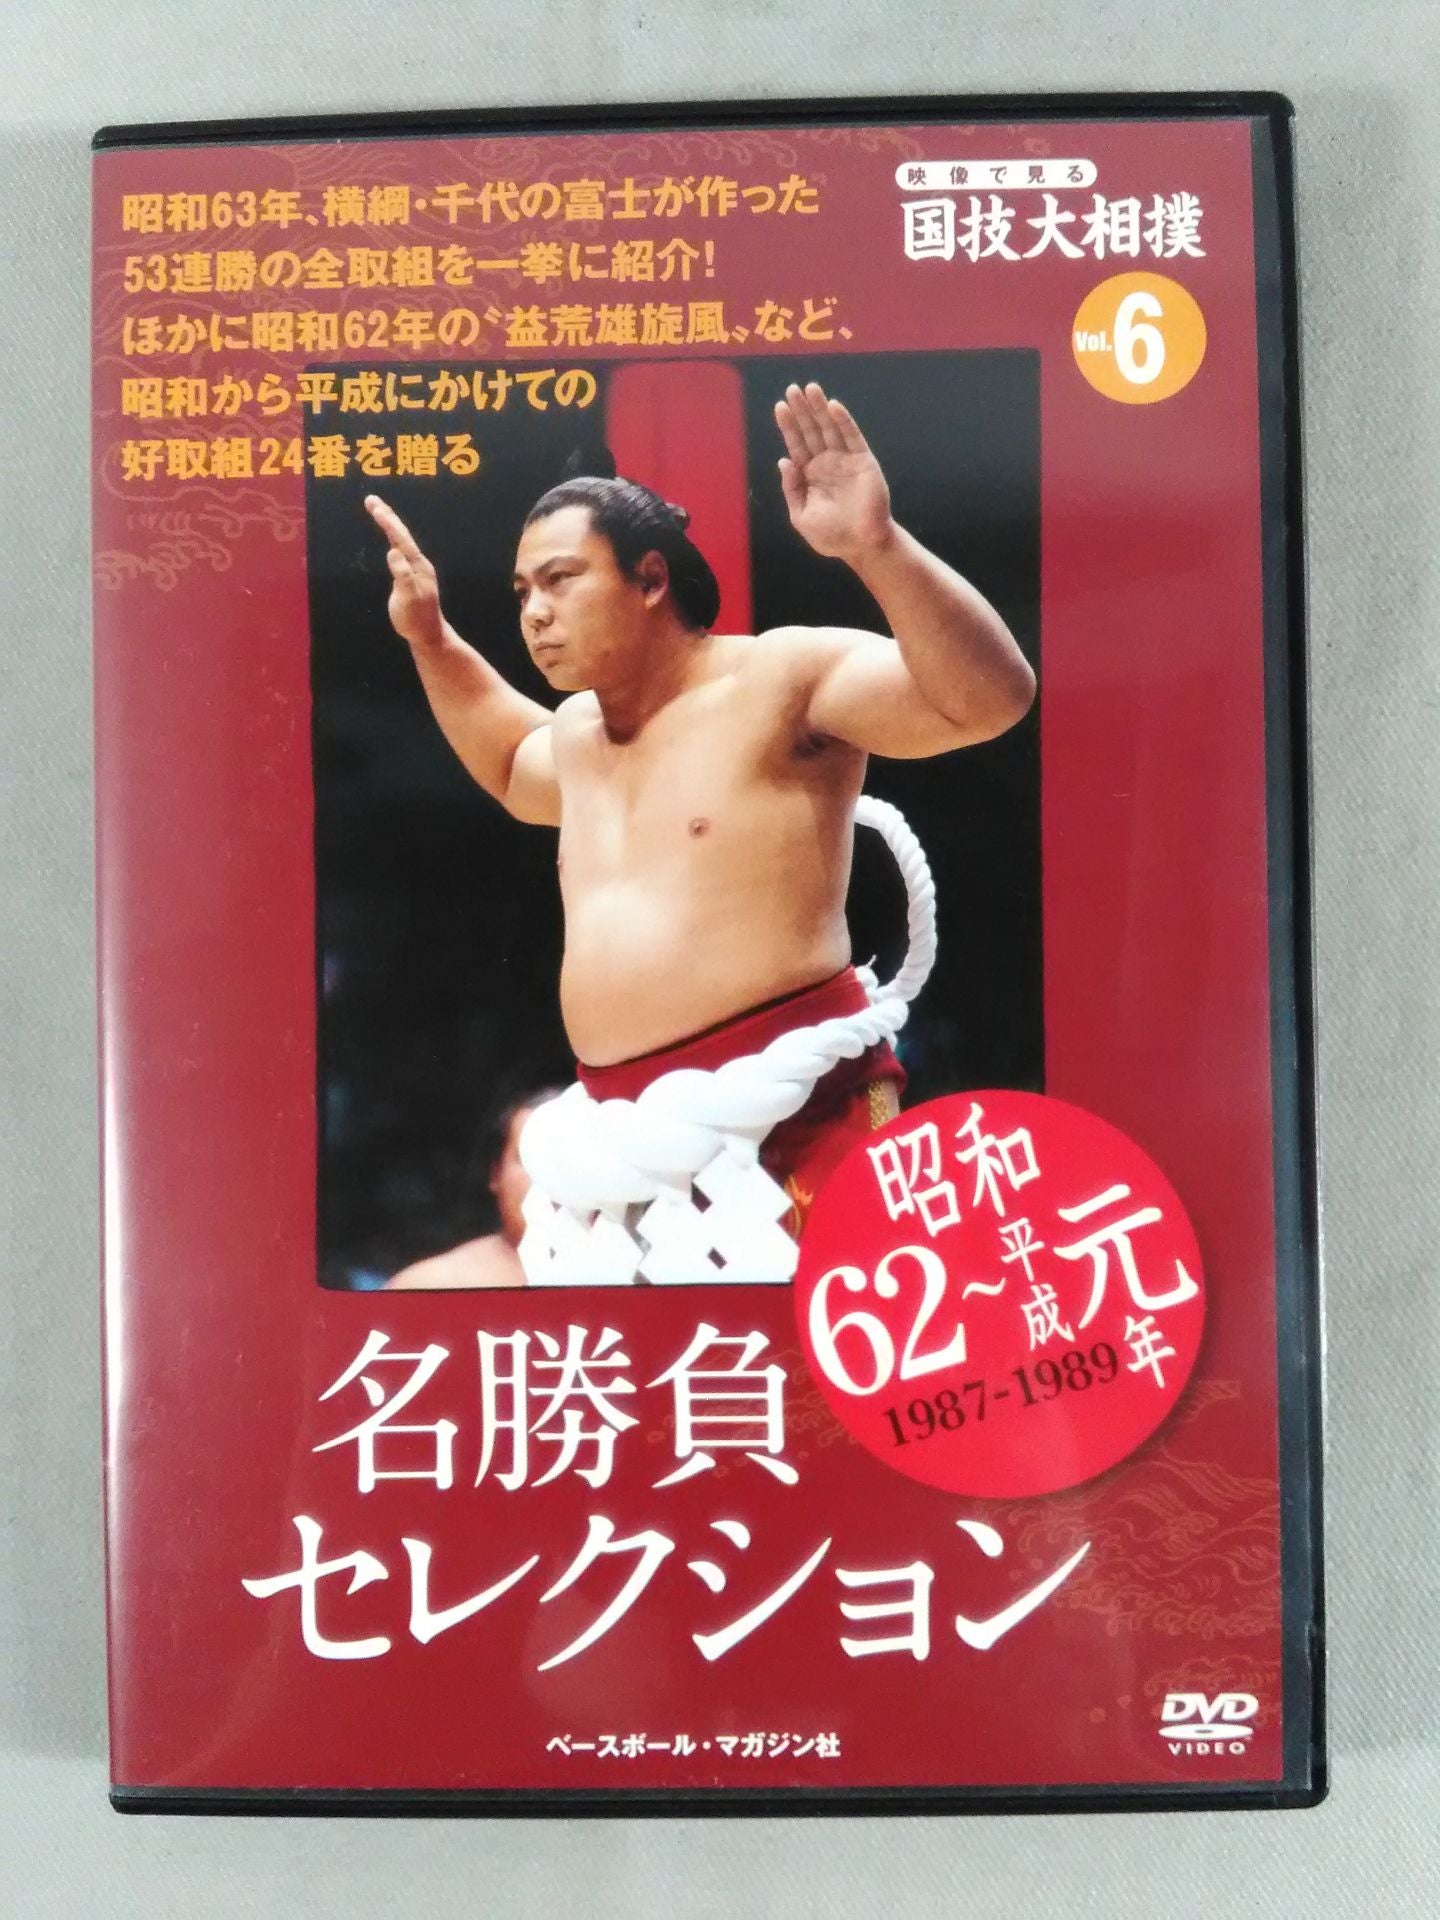 昭和63年、横綱・千代の富士が作った
53連勝の全取組を一挙に紹介！
ほかに昭和62年の〝益荒雄旋風〟など、
昭和から平成にかけての
好取組24番を贈る
映像で見る
国技大相撲
Vol.6
昭和
62～平成元年
1987-1989
名勝負
セレクション
ベースボール・マガジン社
DVD
VIDEO